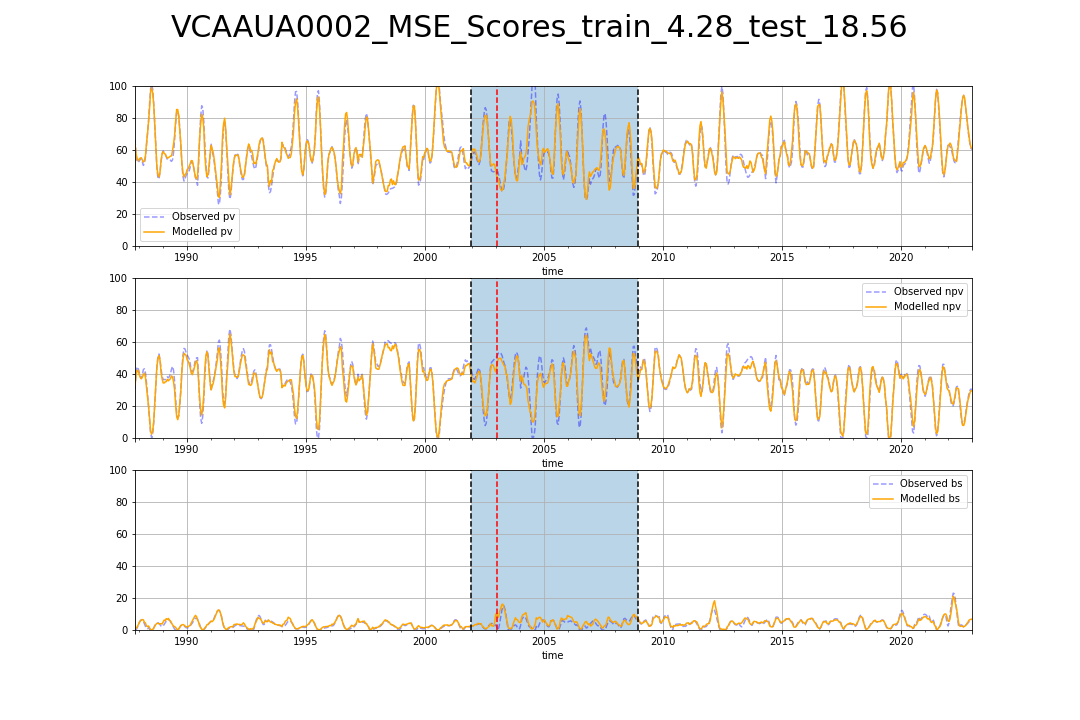 VCAAUA0002_MSE_Scores_train_4.28_test_18.56
100
80
60
40
20
0
Observed pv
Modelled pv
1990 1995 2000 2005 2010 2015 2020
time
100
80
60
40
20
0
Observed npv
Modelled npv
1990 1995 2000 2005 2010 2015 2020
time
100
80
60
40
20
0
Observed bs
Modelled bs
1990 1995 2000 2005 2010 2015 2020
time